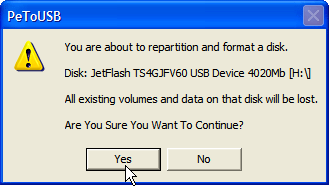 PeToUSB
You are about to repartition and format a disk.
Disk: JetFlash TS4GJFV60 USB Device 4020Mb [H:\]
All existing volumes and data on that disk will be lost.
Are You Sure You Want To Continue?
Yes
No